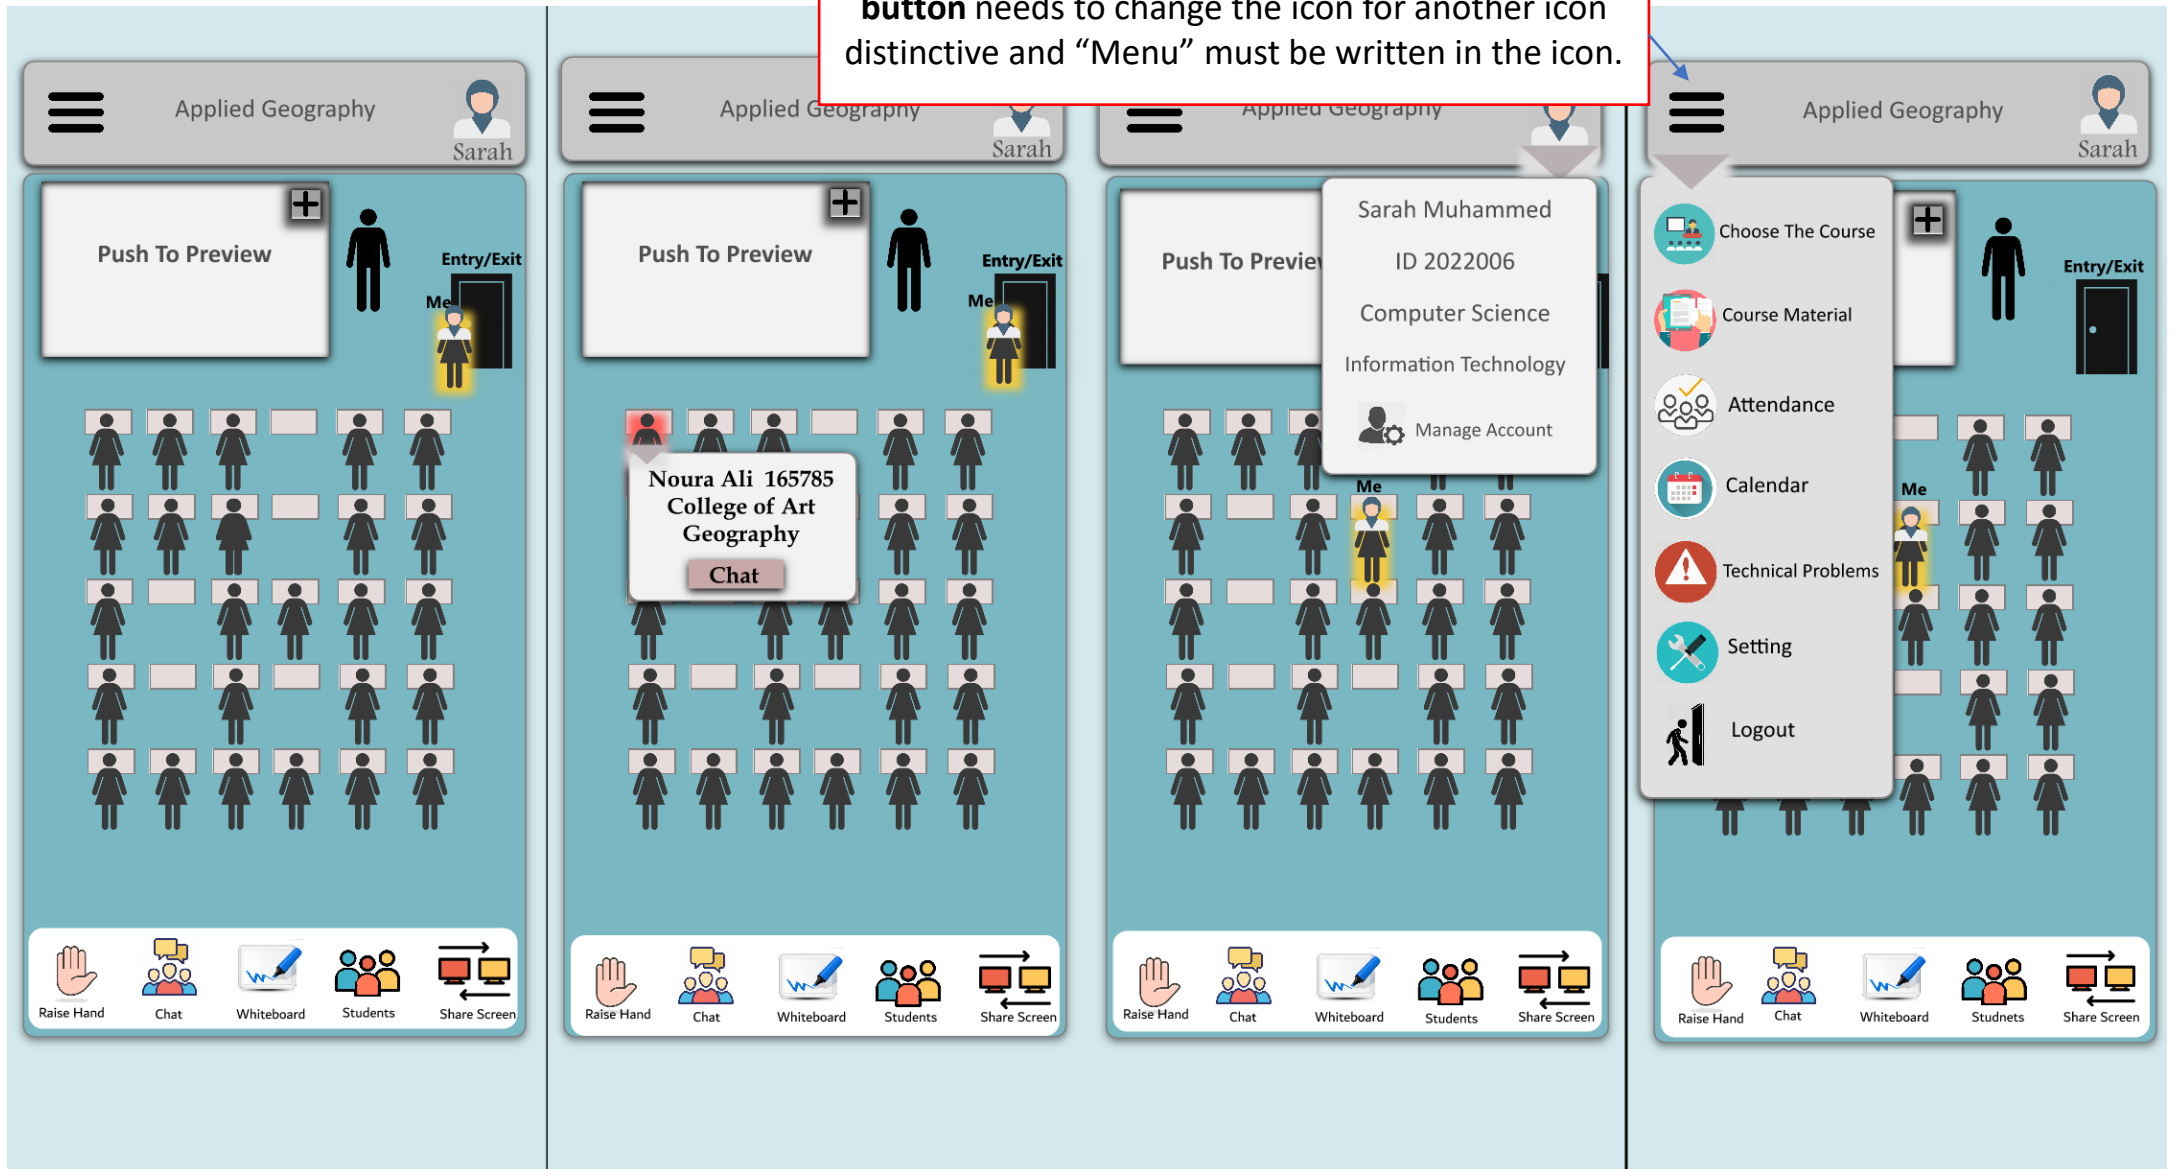 button needs to change the icon for another icon
distinctive and “Menu” must be written in the icon.
Applied Geography
Sarah
Push To Preview
Entry/Exit
Me
Raise Hand
Chat
Whiteboard
Students
Share Screen
Applied Geography
Sarah
Push To Preview
Entry/Exit
Me
Noura Ali 165785
College of Art
Geography
Chat
Raise Hand
Chat
Whiteboard
Students
Share Screen
Applied Geography
Push To Previe
Sarah Muhammed
ID 2022006
Computer Science
Information Technology
Manage Account
Me
Raise Hand
Chat
Whiteboard
Students
Share Screen
Applied Geography
Sarah
Choose The Course
Course Material
Attendance
Calendar
Technical Problems
Setting
Logout
Entry/Exit
Me
Raise Hand
Chat
Whiteboard
Studnets
Share Screen